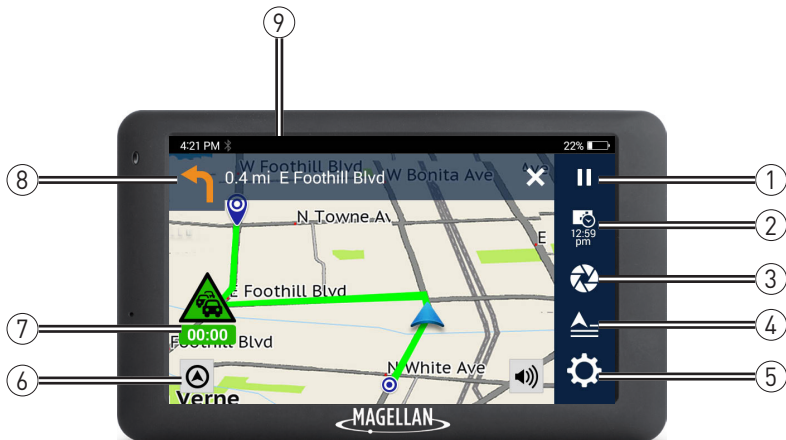 9
4:21 PM 22%
W Foothill Blvd
W Bonita Ave
Ave
0.4 mi E Foothill Blvd
8
1
N Towne Av
E
2
12:59
pm
E Foothill Blvd
3
00:00
7
4
Foothill Blvd
N White Ave
6
5
Verne
MAGELLAN